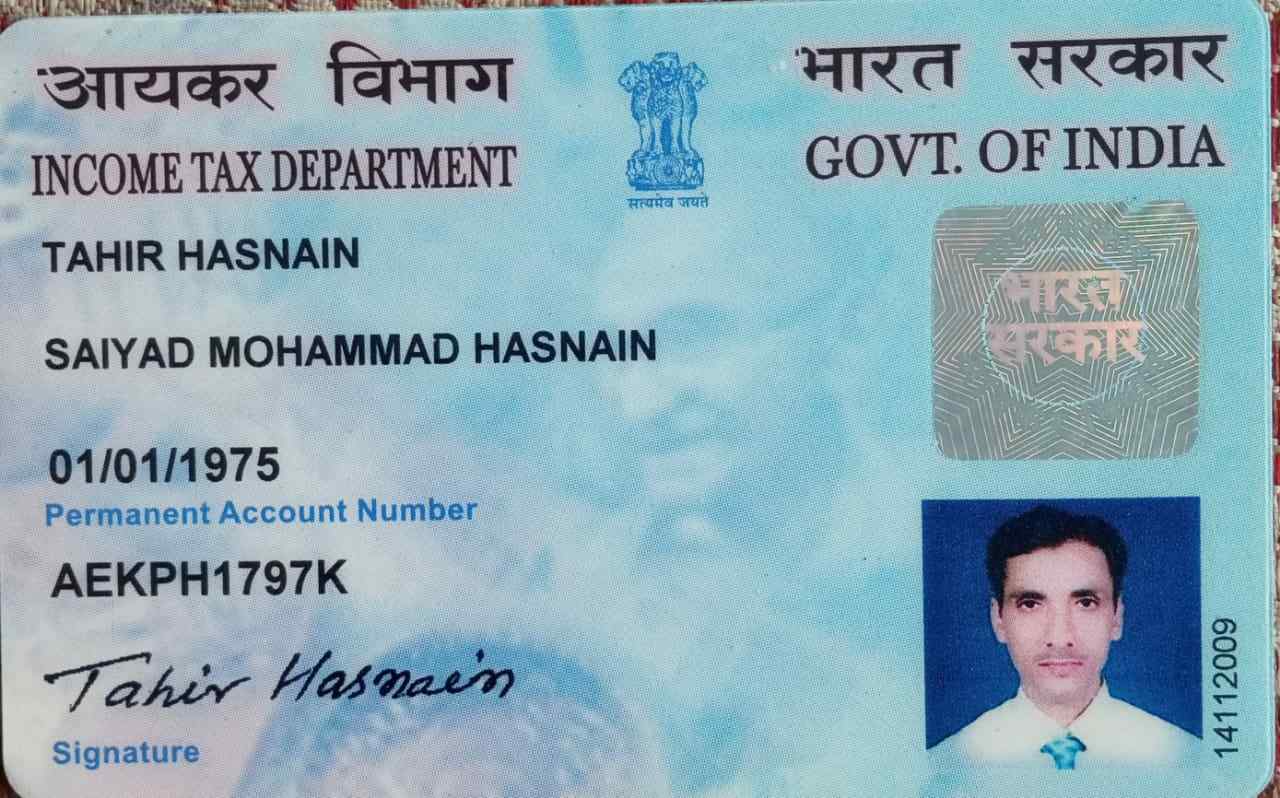 आयकर विभाग
INCOME TAX DEPARTMENT
सत्यमेव जयते
भारत सरकार
GOVT. OF INDIA
TAHIR HASNAIN
SAIYAD MOHAMMAD HASNAIN
01/01/1975
Permanent Account Number
AEKPH1797K
Tahir Hasnain
Signature
भारत
सरकार
14112009